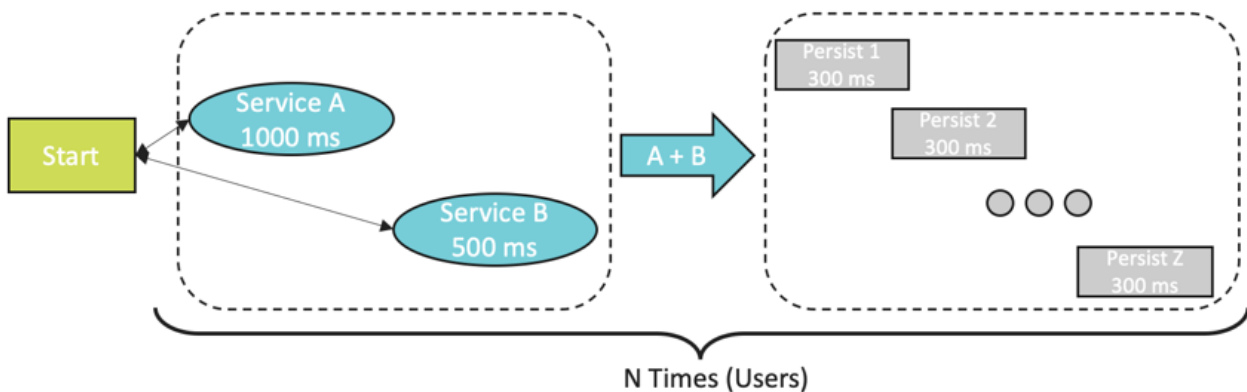 Start
Service A
1000 ms
Service B
500 ms
A + B
Persist 1
300 ms
Persist 2
300 ms
Persist Z
300 ms
N Times (Users)